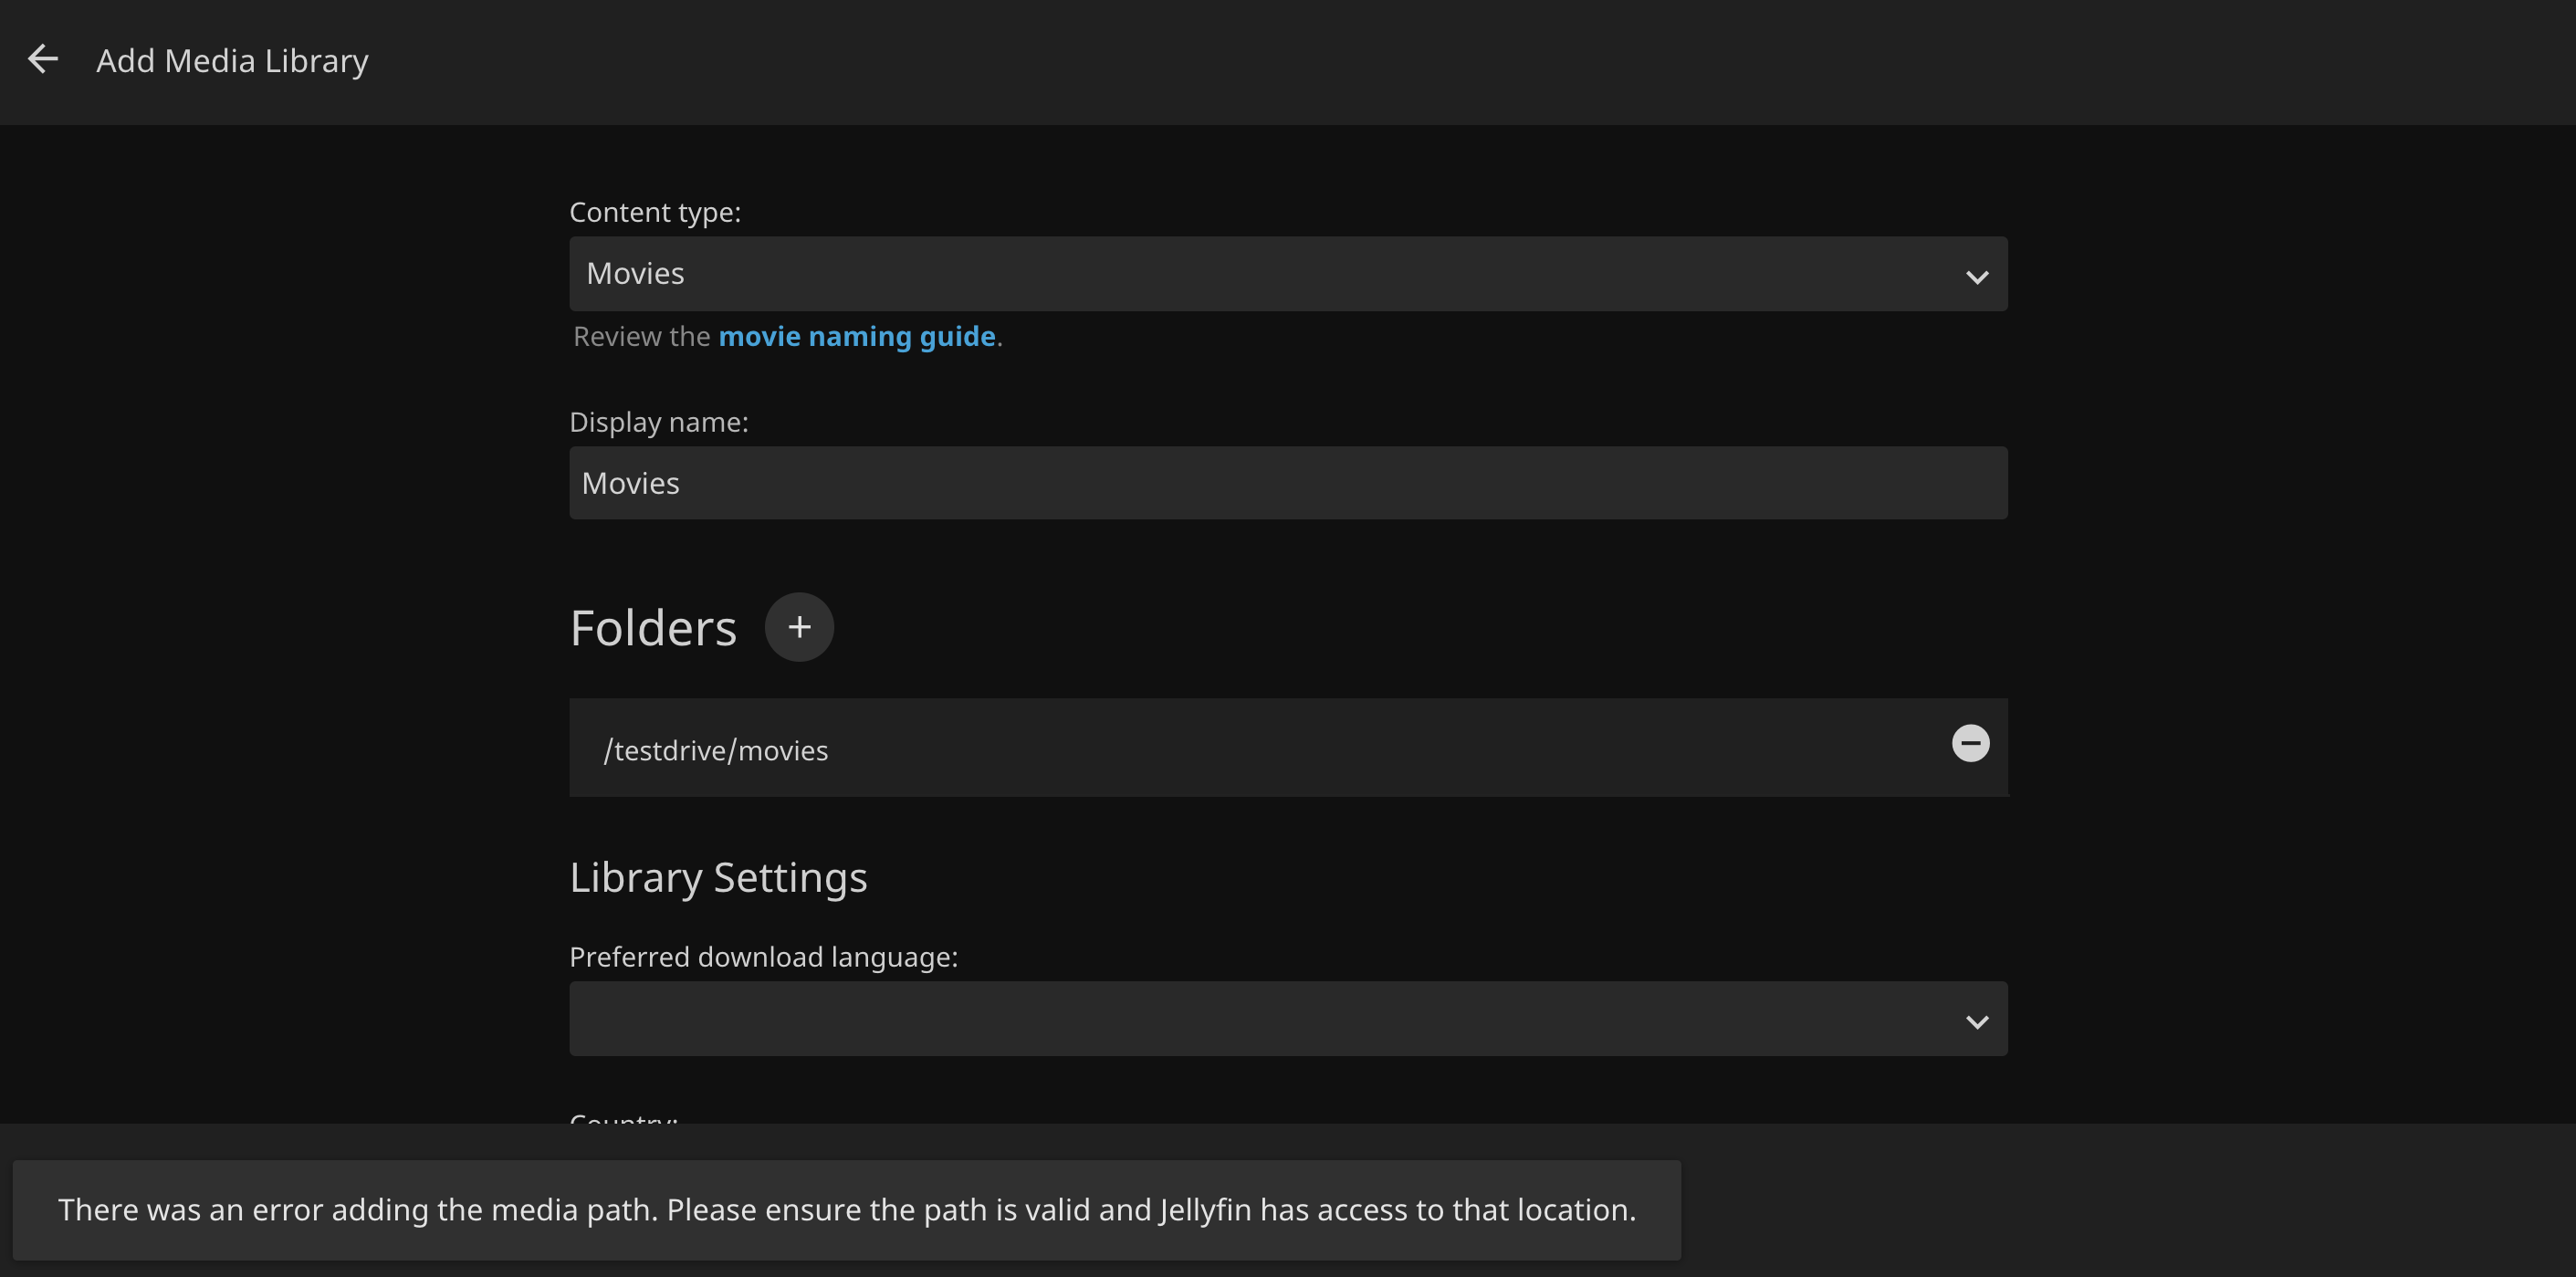 Add Media Library
Content type:
Movies
Review the movie naming guide.
Display name:
Movies
Folders
/testdrive/movies
Library Settings
Preferred download language:
Country:
There was an error adding the media path. Please ensure the path is valid and Jellyfin has access to that location.